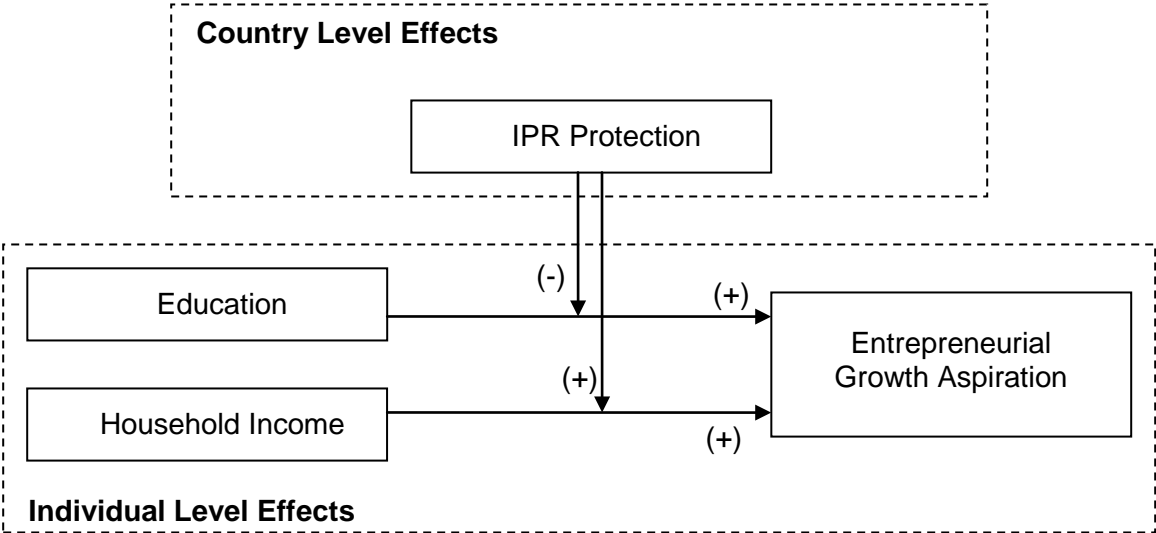 Country Level Effects
IPR Protection
Education
(-)
(+)
Entrepreneurial
Growth Aspiration
(+)
Household Income
(+)
Individual Level Effects